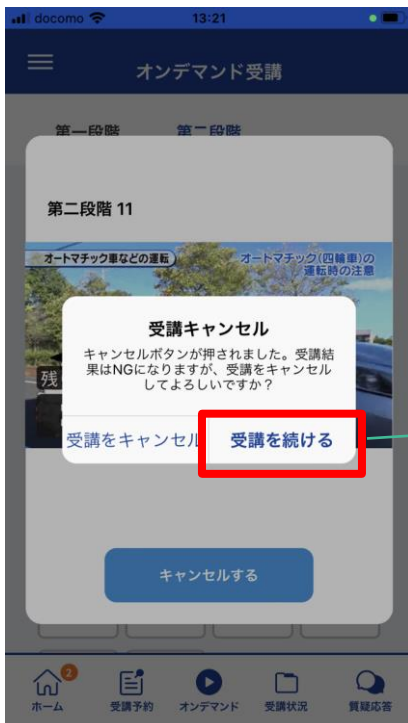 docomo 13:21
オンデマンド受講
第一段階 第二段階
第二段階 11
オートマチック車などの運転 オートマチック(四輪車)の
運転時の注意
受講キャンセル
キャンセルボタンが押されました。受講結
果はNGになりますが、受講をキャンセル
してよろしいですか?
残
受講をキャンセル 受講を続ける
キャンセルする
2
ホーム 受講予約 オンデマンド 受講状況 質疑応答